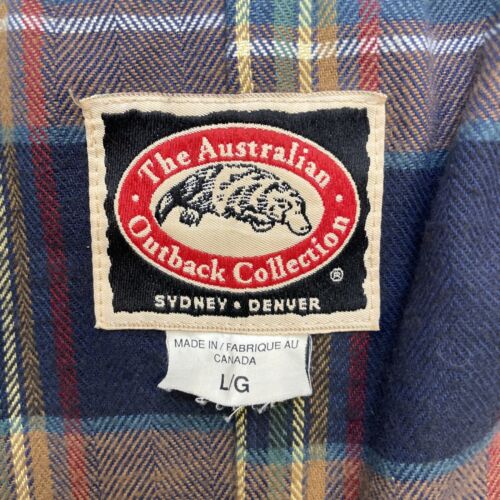 The Australian
Outback Collection
®
SYDNEY • DENVER
MADE IN / FABRIQUE AU
CANADA
L/G